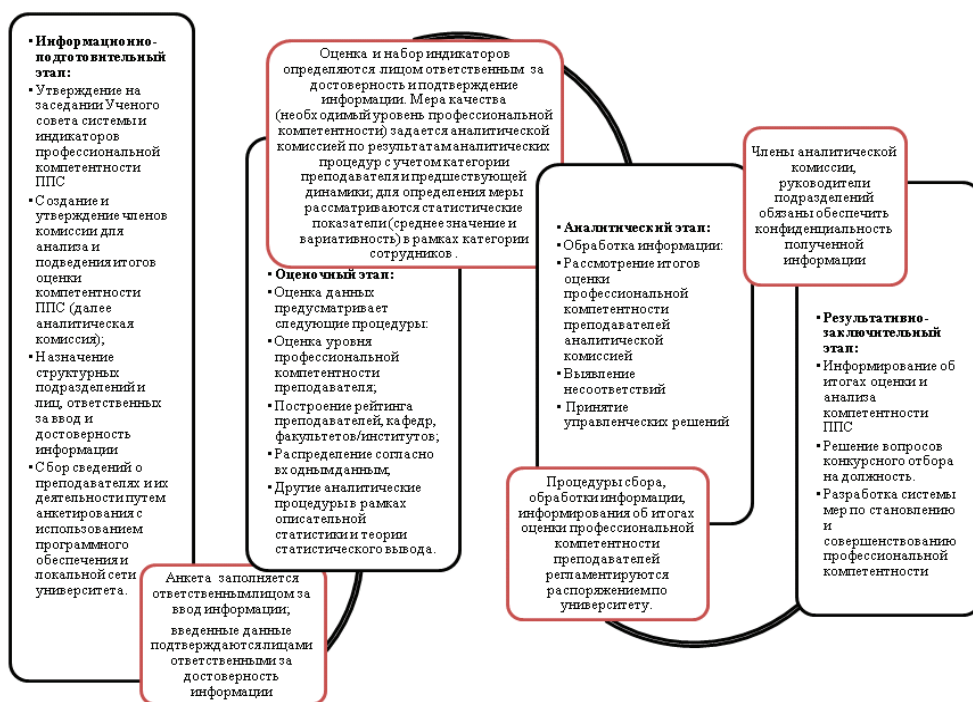 • Информационно-
подготовительный
этап:
• Утверждение на
заседании Ученого
совета системы и
индикаторов
профессиональной
компетентности
ППС
• Создание и
утверждение членов
комиссии для
анализа и
подведения итогов
оценки
компетентности
ППС (далее
аналитическая
комиссия);
• Назначение
структурных
подразделений и
лиц, ответственных
за ввод и
достоверность
информации
• Сбор сведений о
преподавателях и их
деятельности путем
анкетирования с
использованием
программного
обеспечения и
локальной сети
университета.
Анкета заполняется
ответственнымлицом за
ввод информации;
введенные данные
подтверждаютсялицами
ответственными за
достоверность
информации
Оценка и набор индикаторов
определяются лицом ответственным за
достоверность и подтверждение
информации. Мера качества
(необходимый уровень профессиональной
компетентности) задается аналитической
комиссией по результатам аналитических
процедур с учетом категории
преподавателя и предшествующей
динамики; для определения меры
рассматриваются статистические
показатели (среднее значение и
вариативность) в рамках категории
сотрудников .
• Оценочный этап:
• Оценка данных
предусматривает
следующие процедуры:
• Оценка уровня
профессиональной
компетентности
преподавателя;
• Построение рейтинга
преподавателей, кафедр,
факультетов/институтов;
• Распределение согласно
входным данным;
• Другие аналитические
процедуры в рамках
описательной
статистики и теории
статистического вывода.
• Аналитический этап:
• Обработка информации:
• Рассмотрение итогов
оценки
профессиональной
компетентности
преподавателей
аналитической
комиссией
• Выявление
несоответствий
• Принятие
управленческих решений
Процедуры сбора,
обработки информации,
информирования об итогах
оценки профессиональной
компетентности
преподавателей
регламентируются
распоряжением по
университету.
Члены аналитической
комиссии,
руководители
подразделений
обязаны обеспечить
конфиденциальность
полученной
информации
• Результативно-
заключительный
этап:
• Информирование об
итогах оценки и
анализа
компетентности
ППС
• Решение вопросов
конкурсного отбора
на должность.
• Разработка системы
мер по становлению
и
совершенствованию
профессиональной
компетентности